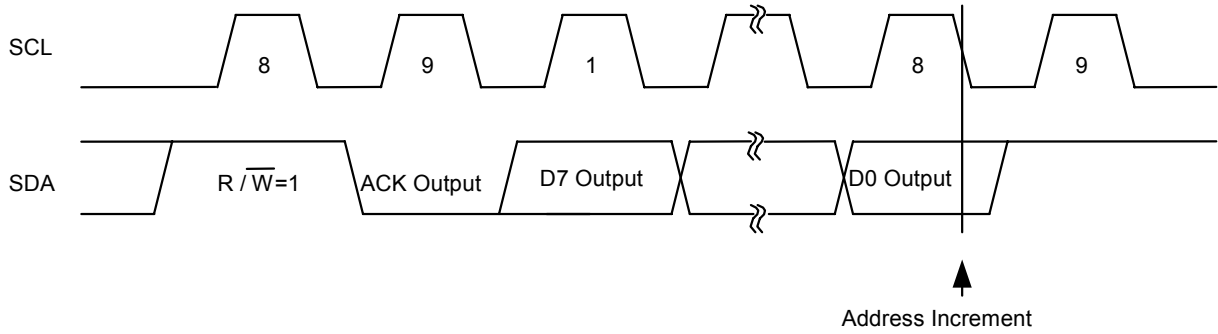 SCL
8
9
1
8
9
SDA
R / W=1
ACK Output
D7 Output
D0 Output
Address Increment